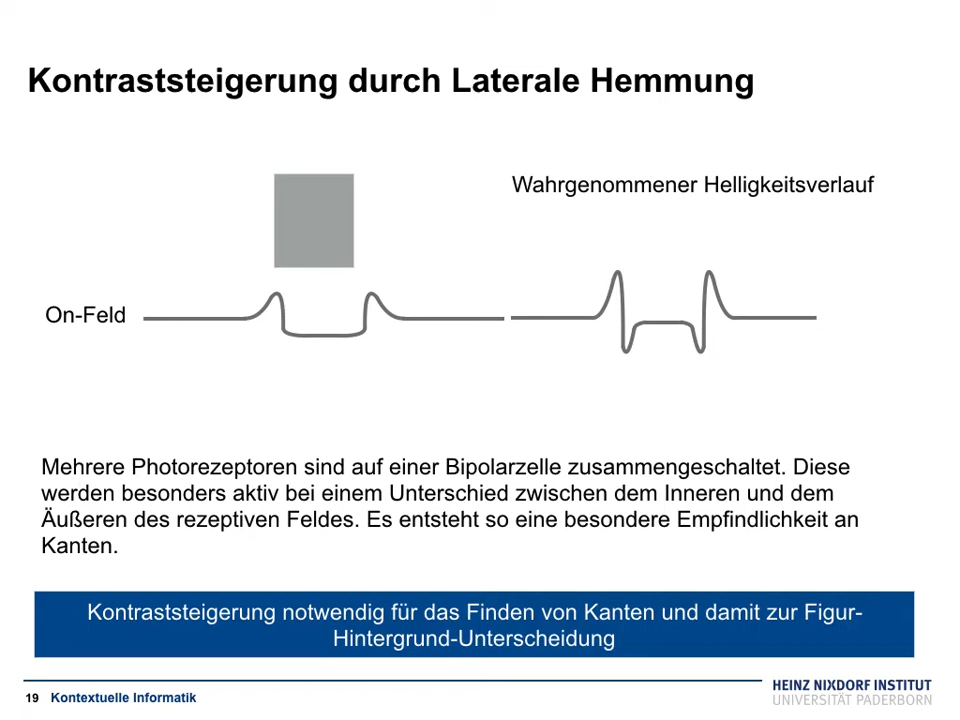 Kontraststeigerung durch Laterale Hemmung
Wahrgenommener Helligkeitsverlauf
On-Feld
Mehrere Photorezeptoren sind auf einer Bipolarzelle zusammengeschaltet. Diese
werden besonders aktiv bei einem Unterschied zwischen dem Inneren und dem
Äußeren des rezeptiven Feldes. Es entsteht so eine besondere Empfindlichkeit an
Kanten.
Kontraststeigerung notwendig für das Finden von Kanten und damit zur Figur-
Hintergrund-Unterscheidung
19 Kontextuelle Informatik
HEINZ NIXDORF INSTITUT
UNIVERSITÄT PADERBORN